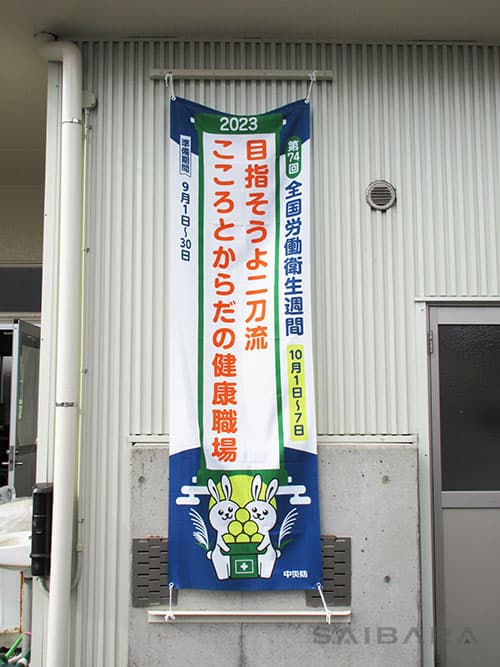 2023
第74回 全国労働衛生週間
10月1日〜7日
目指そうよ二刀流
こころとからだの健康職場
準備期間
9月1日〜30日
中災防
SAIBARA